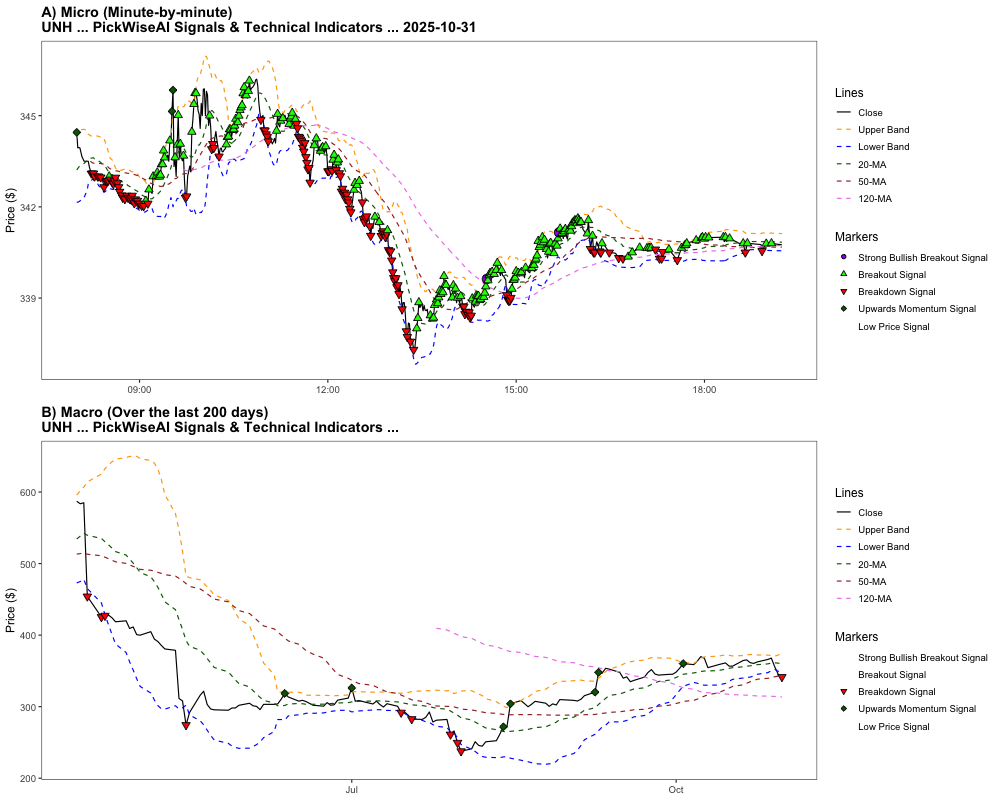 A) Micro (Minute-by-minute)
UNH ... PickWiseAI Signals & Technical Indicators ... 2025-10-31
Price ($)
345
342
339
09:00
12:00
15:00
18:00
Lines
Close
Upper Band
Lower Band
20-MA
50-MA
120-MA
Markers
Strong Bullish Breakout Signal
Breakout Signal
Breakdown Signal
Upwards Momentum Signal
Low Price Signal
B) Macro (Over the last 200 days)
UNH ... PickWiseAI Signals & Technical Indicators ...
Price ($)
600
500
400
300
200
Jul
Oct
Lines
Close
Upper Band
Lower Band
20-MA
50-MA
120-MA
Markers
Strong Bullish Breakout Signal
Breakout Signal
Breakdown Signal
Upwards Momentum Signal
Low Price Signal